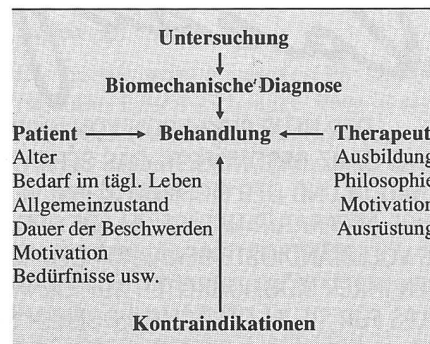 Untersuchung
Biomechanische Diagnose
Patient Behandlung Therapeut
Alter Ausbildung
Bedarf im tägl. Leben Philosophie
Allgemeinzustand Motivation
Dauer der Beschwerden Ausrüstung
Motivation
Bedürfnisse usw.
Kontraindikationen